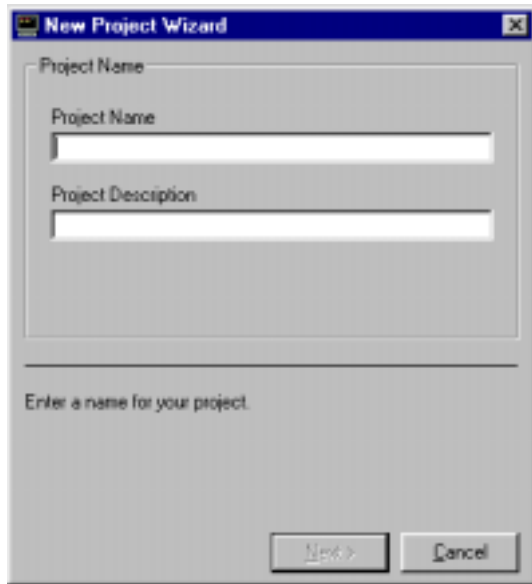 New Project Wizard
Project Name
Project Name
Project Description
Enter a name for your project.
Next >
Cancel